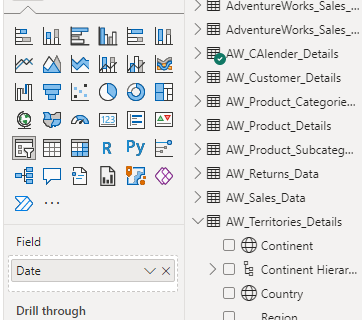 AdventureWorks_Sales_...
AdventureWorks_Sales_...
AW_CAlender_Details
AW_Customer_Details
AW_Product_Categorie...
AW_Product_Details
AW_Product_Subcateg...
AW_Returns_Data
AW_Sales_Data
AW_Territories_Details
Continent
Continent Hierar...
Country
Region
123
R
Py
...
Field
Date
Drill through